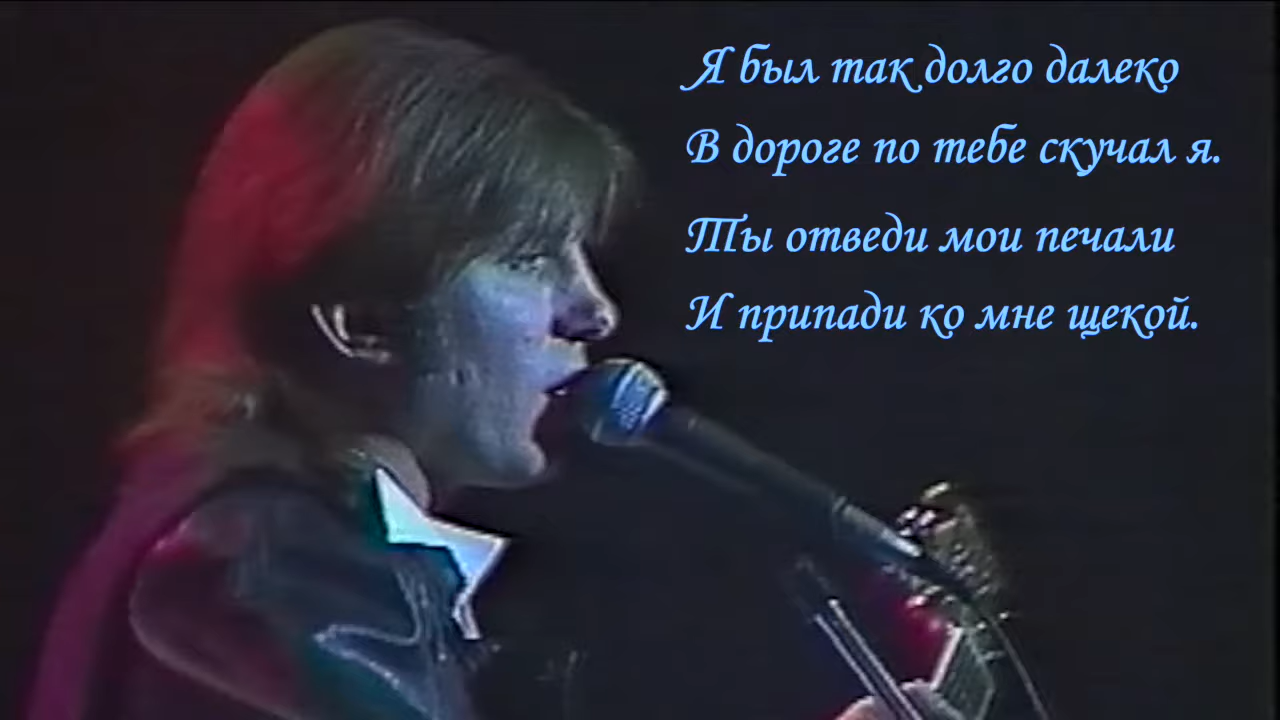 Я был так долго далеко
В дороге по тебе скучал я.
Ты отведи мои печали
И припади ко мне щекой.